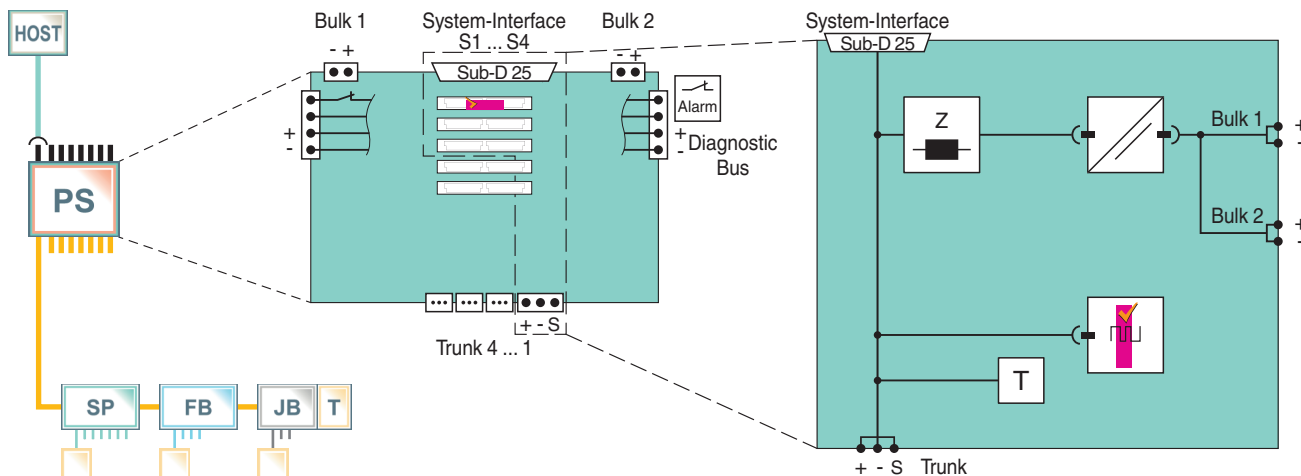 HOST
PS
SP
FB
JB
T
Bulk 1
- +
System-Interface
S1 ... S4
Sub-D 25
Bulk 2
- +
+
-
Alarm
+
-
Diagnostic
Bus
+ - S
Trunk 4 ... 1
System-Interface
Sub-D 25
Z
Bulk 1
+
-
Bulk 2
+
-
T
+ - S Trunk